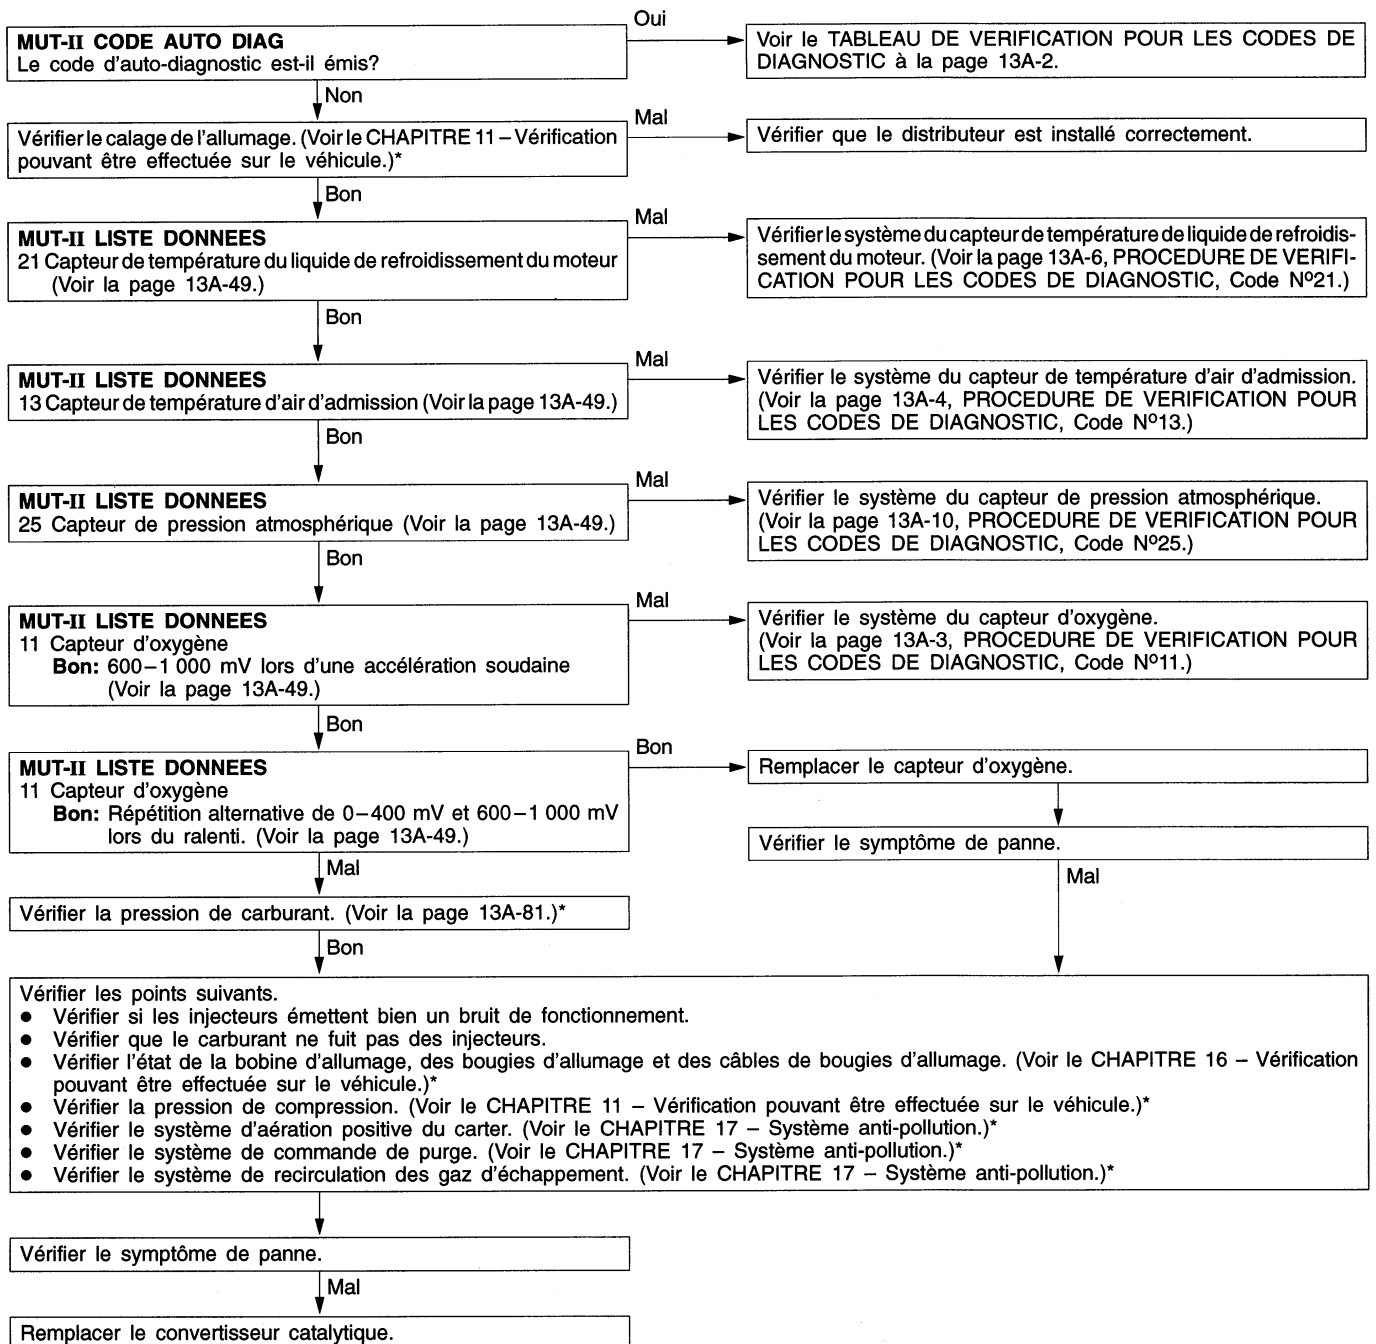 Oui
MUT-II CODE AUTO DIAG
Le code d'auto-diagnostic est-il émis?
Voir le TABLEAU DE VERIFICATION POUR LES CODES DE
DIAGNOSTIC à la page 13A-2.
Non
Mal
Vérifier le calage de l'allumage. (Voir le CHAPITRE 11 – Vérification
pouvant être effectuée sur le véhicule.)*
Vérifier que le distributeur est installé correctement.
Bon
Mal
MUT-II LISTE DONNEES
21 Capteur de température du liquide de refroidissement du moteur
(Voir la page 13A-49.)
Vérifier le système du capteur de température de liquide de refroidis-
sement du moteur. (Voir la page 13A-6, PROCEDURE DE VERIFI-
CATION POUR LES CODES DE DIAGNOSTIC, Code Nº21.)
Bon
Mal
MUT-II LISTE DONNEES
13 Capteur de température d'air d'admission (Voir la page 13A-49.)
Vérifier le système du capteur de température d'air d'admission.
(Voir la page 13A-4, PROCEDURE DE VERIFICATION POUR
LES CODES DE DIAGNOSTIC, Code Nº13.)
Bon
Mal
MUT-II LISTE DONNEES
25 Capteur de pression atmosphérique (Voir la page 13A-49.)
Vérifier le système du capteur de pression atmosphérique.
(Voir la page 13A-10, PROCEDURE DE VERIFICATION POUR
LES CODES DE DIAGNOSTIC, Code Nº25.)
Bon
Mal
MUT-II LISTE DONNEES
11 Capteur d'oxygène
Bon: 600–1 000 mV lors d'une accélération soudaine
(Voir la page 13A-49.)
Vérifier le système du capteur d'oxygène.
(Voir la page 13A-3, PROCEDURE DE VERIFICATION POUR
LES CODES DE DIAGNOSTIC, Code Nº11.)
Bon
Bon
MUT-II LISTE DONNEES
11 Capteur d'oxygène
Bon: Répétition alternative de 0–400 mV et 600–1 000 mV
lors du ralenti. (Voir la page 13A-49.)
Remplacer le capteur d'oxygène.
Vérifier le symptôme de panne.
Mal
Mal
Vérifier la pression de carburant. (Voir la page 13A-81.)*
Bon
Vérifier les points suivants.
● Vérifier si les injecteurs émettent bien un bruit de fonctionnement.
● Vérifier que le carburant ne fuit pas des injecteurs.
● Vérifier l'état de la bobine d'allumage, des bougies d'allumage et des câbles de bougies d'allumage. (Voir le CHAPITRE 16 – Vérification
pouvant être effectuée sur le véhicule.)*
● Vérifier la pression de compression. (Voir le CHAPITRE 11 – Vérification pouvant être effectuée sur le véhicule.)*
● Vérifier le système d'aération positive du carter. (Voir le CHAPITRE 17 – Système anti-pollution.)*
● Vérifier le système de commande de purge. (Voir le CHAPITRE 17 – Système anti-pollution.)*
● Vérifier le système de recirculation des gaz d'échappement. (Voir le CHAPITRE 17 – Système anti-pollution.)*
Vérifier le symptôme de panne.
Mal
Remplacer le convertisseur catalytique.